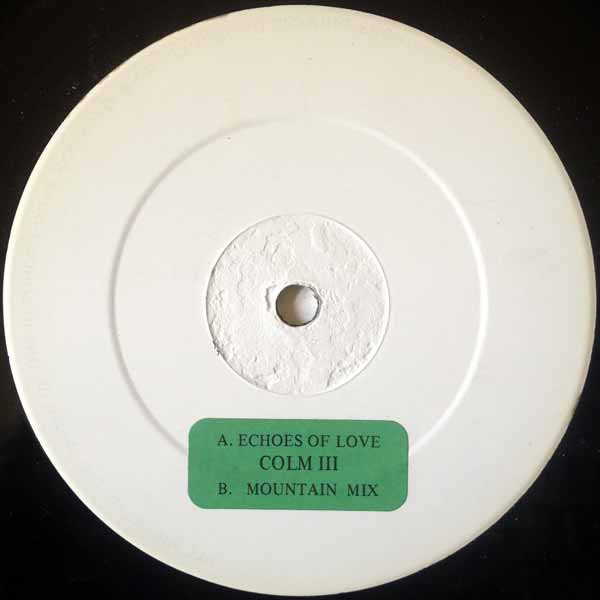 A. ECHOES OF LOVE
COLM III
B. MOUNTAIN MIX